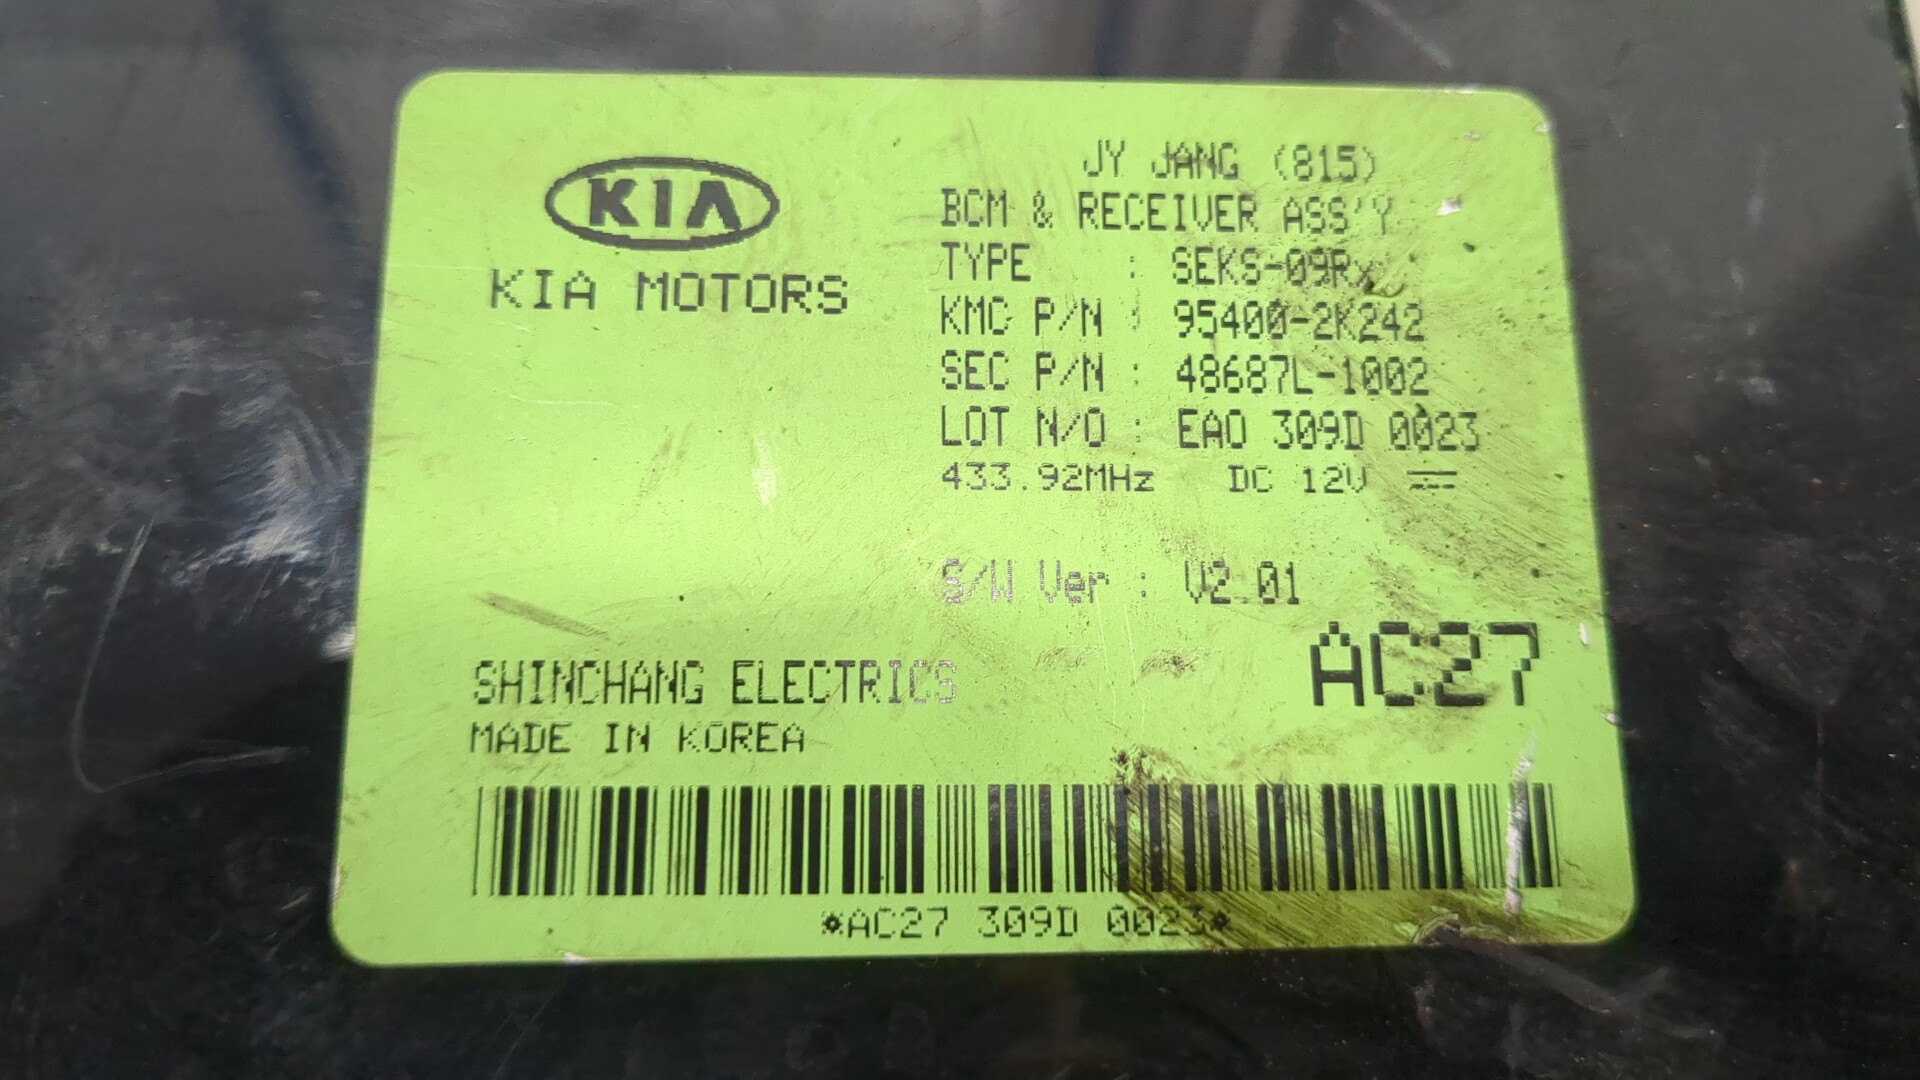 JY JANG (815)
KIA
BCM & RECEIVER ASS'Y
KIA MOTORS
TYPE : SEKS-09Rx
KMC P/N : 95400-2K242
SEC P/N : 48687L-1002
LOT N/O : EAO 309D 0023
433.92MHz DC 12V ⎓
S/W Ver : V2.01
AC27
SHINCHANG ELECTRICS
MADE IN KOREA
*AC27 309D 0023*